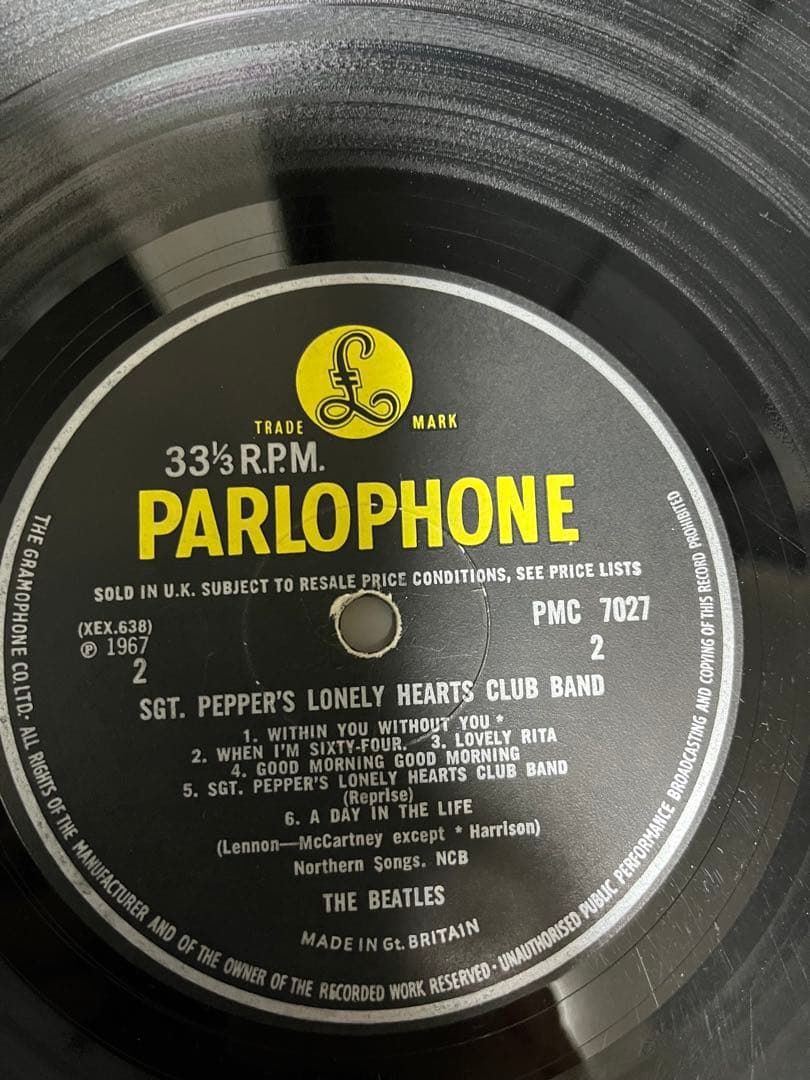 £
TRADE MARK
33⅓ R.P.M.
PARLOPHONE
SOLD IN U.K. SUBJECT TO RESALE PRICE CONDITIONS, SEE PRICE LISTS
(XEX.638)
℗ 1967
2
PMC 7027
2
SGT. PEPPER'S LONELY HEARTS CLUB BAND
1. WITHIN YOU WITHOUT YOU *
2. WHEN I'M SIXTY-FOUR. 3. LOVELY RITA
4. GOOD MORNING GOOD MORNING
5. SGT. PEPPER'S LONELY HEARTS CLUB BAND
(Reprise)
6. A DAY IN THE LIFE
(Lennon—McCartney except * Harrison)
Northern Songs. NCB
THE BEATLES
MADE IN Gt. BRITAIN
THE GRAMOPHONE CO. LTD. · ALL RIGHTS OF THE MANUFACTURER AND OF THE OWNER OF THE RECORDED WORK RESERVED · UNAUTHORISED PUBLIC PERFORMANCE BROADCASTING AND COPYING OF THIS RECORD PROHIBITED